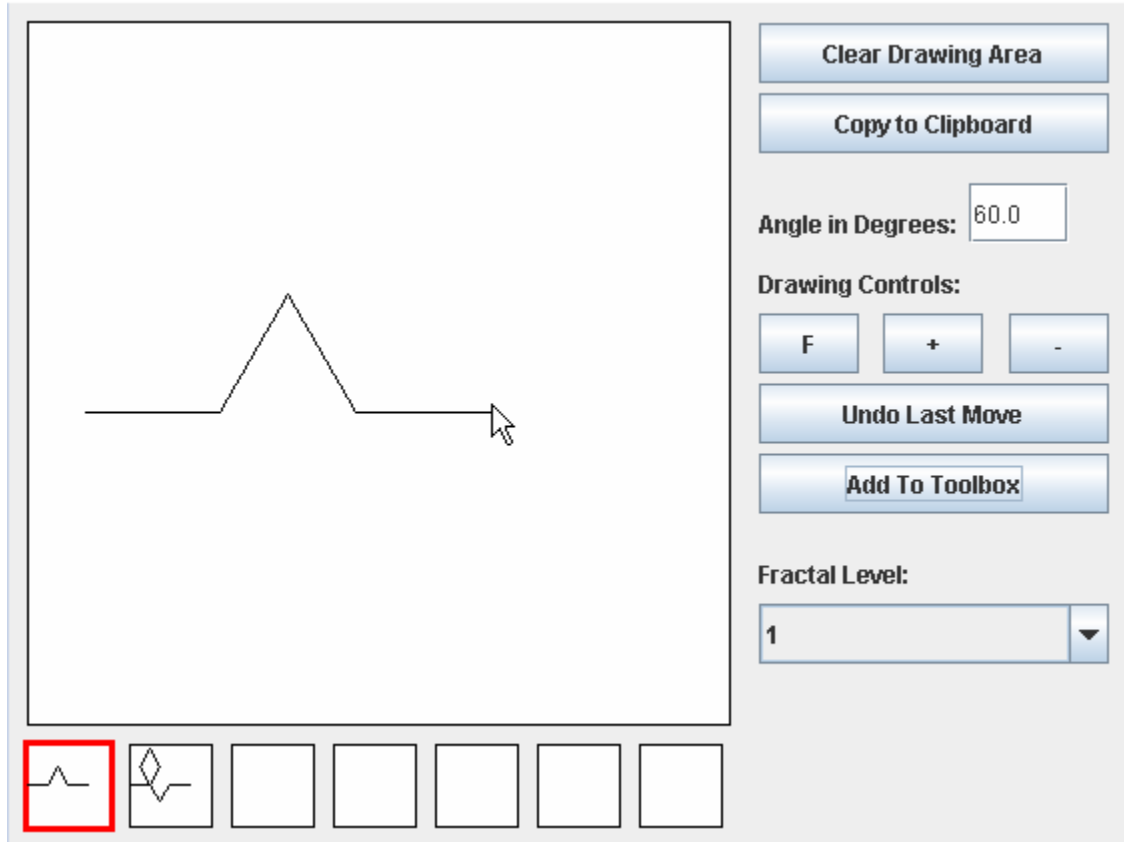 Clear Drawing Area
Copy to Clipboard
Angle in Degrees: 60.0
Drawing Controls:
F + -
Undo Last Move
Add To Toolbox
Fractal Level:
1